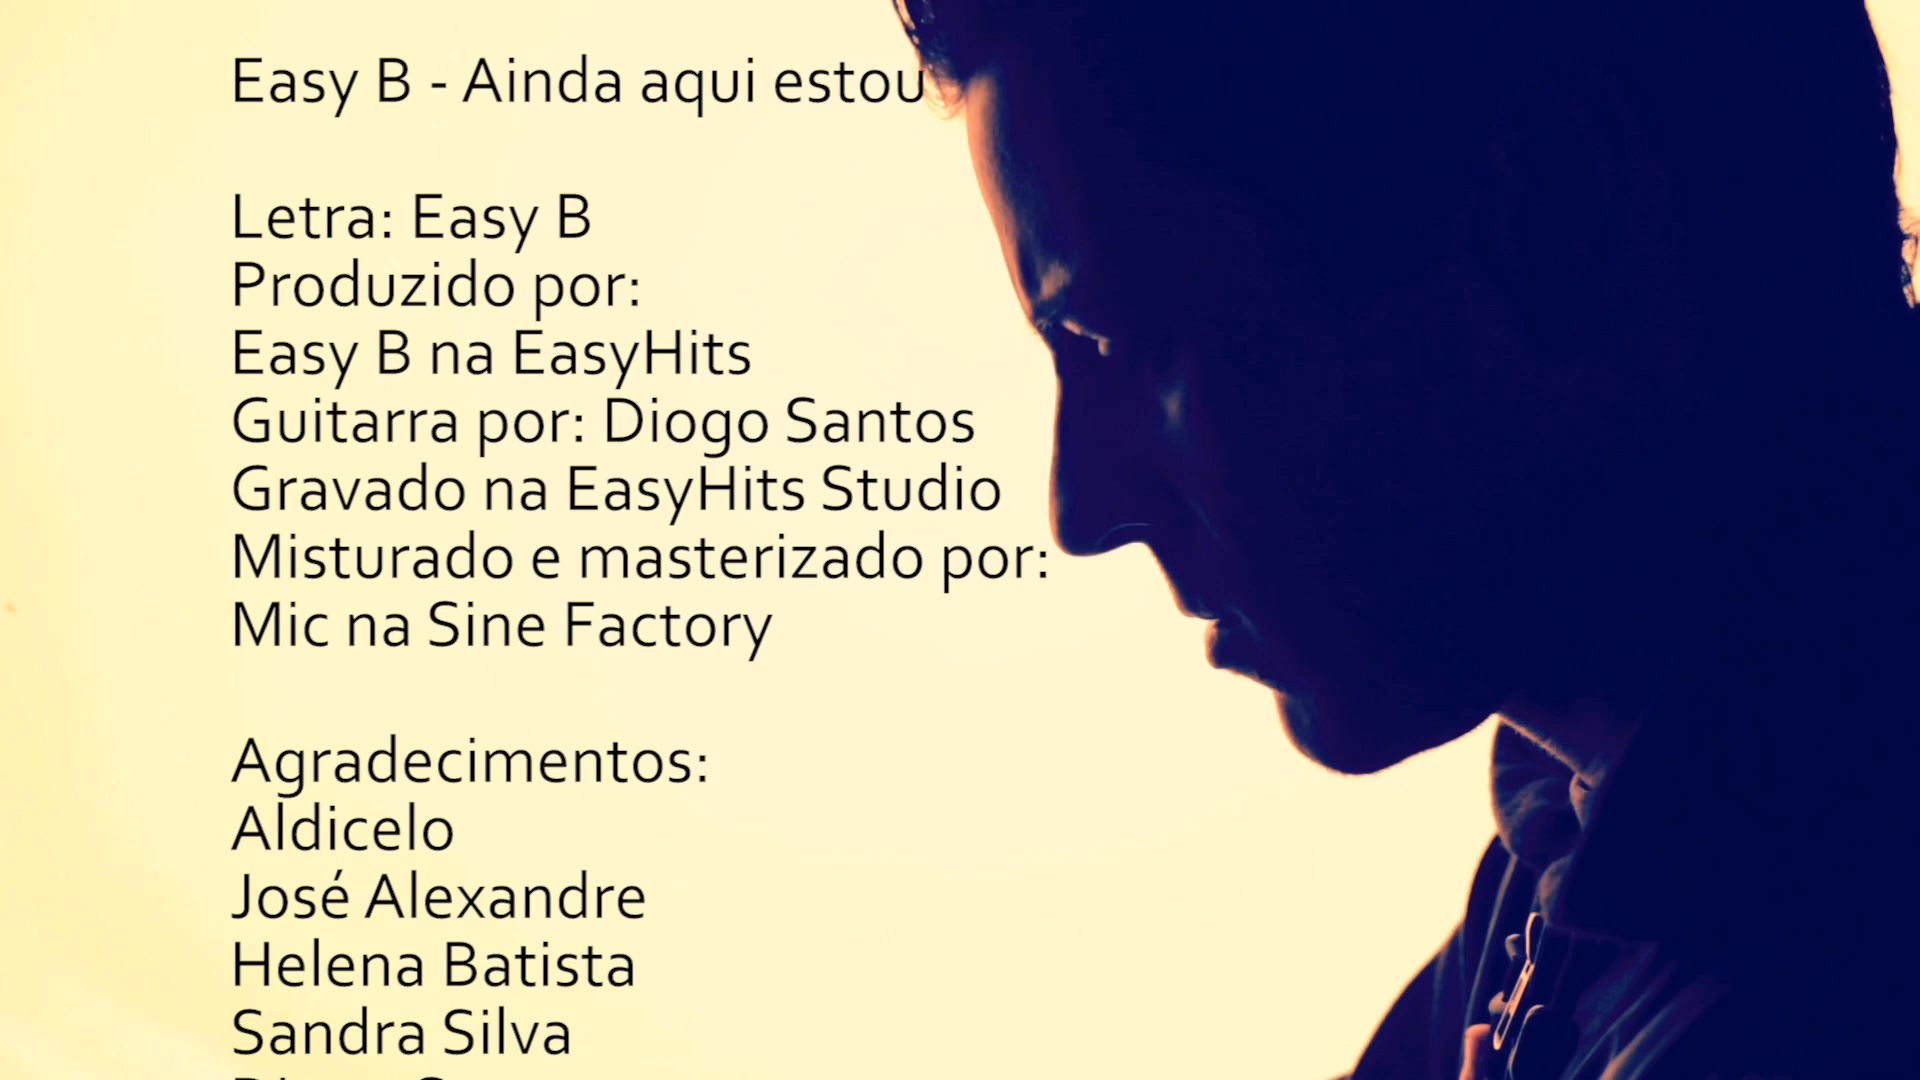 Easy B - Ainda aqui estou
Letra: Easy B
Produzido por:
Easy B na EasyHits
Guitarra por: Diogo Santos
Gravado na EasyHits Studio
Misturado e masterizado por:
Mic na Sine Factory
Agradecimentos:
Aldicelo
José Alexandre
Helena Batista
Sandra Silva